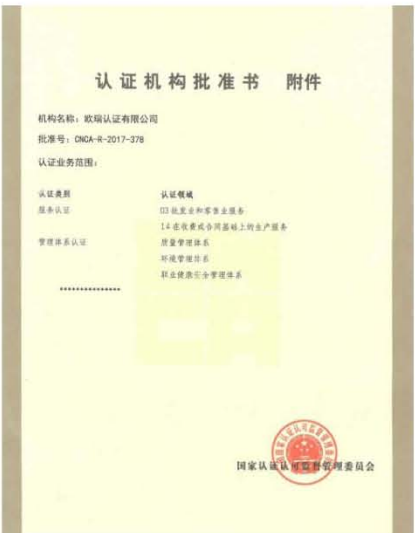 认证机构批准书 附件
机构名称：欧瑞认证有限公司
批准号：CNCA-R-2017-378
认证业务范围：
认证类别 认证领域
服务认证 03批发业和零售业服务
14在收费或合同基础上的生产服务
管理体系认证 质量管理体系
环境管理体系
职业健康安全管理体系
***************
国家认证认可监督管理委员会